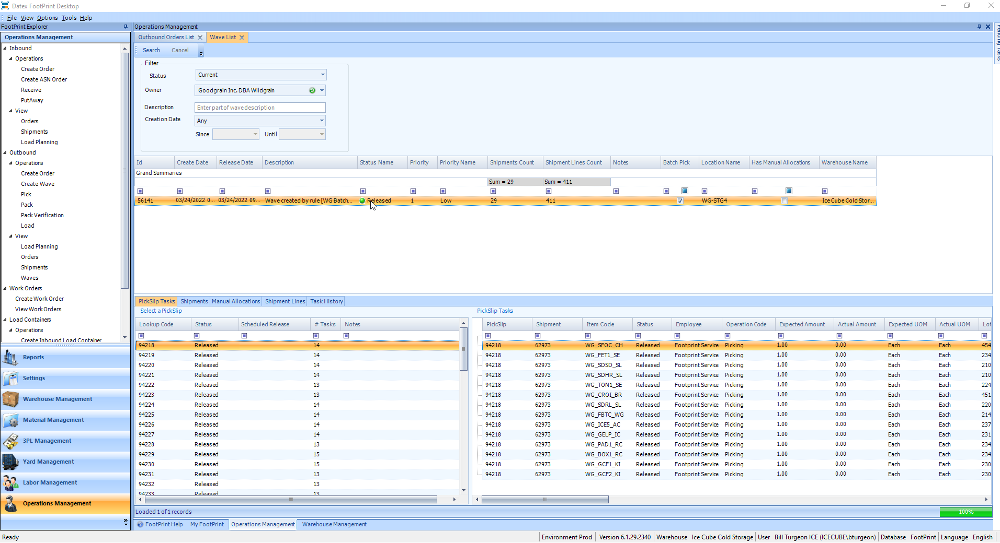 Datex FootPrint Desktop
File View Options Tools Help
FootPrint Explorer
Operations Management
Inbound
Operations
Create Order
Create ASN Order
Receive
PutAway
View
Orders
Shipments
Load Planning
Outbound
Operations
Create Order
Create Wave
Pick
Pack
Pack Verification
Load
View
Load Planning
Orders
Shipments
Waves
Work Orders
Create Work Order
View Work Orders
Load Containers
Operations
Create Inbound Load Container
Reports
Settings
Warehouse Management
Material Management
3PL Management
Yard Management
Labor Management
Operations Management
Operations Management
Pending Tasks
Outbound Orders List Wave List
Search Cancel
Filter
Status Current
Owner Goodgrain Inc. DBA Wildgrain
Description Enter part of wave description
Creation Date Any
Since Until
Id Create Date Release Date Description Status Name Priority Priority Name Shipments Count Shipment Lines Count Notes Batch Pick Location Name Has Manual Allocations Warehouse Name
Grand Summaries
Sum = 29 Sum = 411
56141 03/24/2022 0... 03/24/2022 09... Wave created by rule [WG Batch... Released 1 Low 29 411 WG-STG4 Ice Cube Cold Stor...
PickSlip Tasks Shipments Manual Allocations Shipment Lines Task History
Select a PickSlip
Lookup Code Status Scheduled Release # Tasks Notes
94218 Released 14
94219 Released 14
94220 Released 14
94221 Released 14
94222 Released 13
94223 Released 14
94224 Released 14
94225 Released 14
94226 Released 14
94227 Released 14
94228 Released 13
94229 Released 15
94230 Released 15
94231 Released 13
94232 Released 13
94233 Released 13
PickSlip Tasks
PickSlip Shipment Item Code Status Employee Operation Code Expected Amount Actual Amount Expected UOM Actual UOM Lot
94218 62973 WG_SFOC_CH Released Footprint Service Picking 1.00 0.00 Each Each 454
94218 62973 WG_FET1_SE Released Footprint Service Picking 1.00 0.00 Each Each 234
94218 62973 WG_SDSD_SL Released Footprint Service Picking 1.00 0.00 Each Each 210
94218 62973 WG_SDHR_SL Released Footprint Service Picking 1.00 0.00 Each Each 210
94218 62973 WG_TON1_SE Released Footprint Service Picking 1.00 0.00 Each Each 224
94218 62973 WG_CROI_BR Released Footprint Service Picking 1.00 0.00 Each Each 451
94218 62973 WG_SDRL_SL Released Footprint Service Picking 1.00 0.00 Each Each 220
94218 62973 WG_FBTC_WG Released Footprint Service Picking 1.00 0.00 Each Each 214
94218 62973 WG_ICE5_AC Released Footprint Service Picking 1.00 0.00 Each Each 237
94218 62973 WG_GELP_IC Released Footprint Service Picking 1.00 0.00 Each Each 231
94218 62973 WG_PAD1_RC Released Footprint Service Picking 1.00 0.00 Each Each 234
94218 62973 WG_BOX1_RC Released Footprint Service Picking 1.00 0.00 Each Each 234
94218 62973 WG_GCF1_KI Released Footprint Service Picking 1.00 0.00 Each Each 230
94218 62973 WG_GCF2_KI Released Footprint Service Picking 1.00 0.00 Each Each 230
Loaded 1 of 1 records 100%
FootPrint Help My FootPrint Operations Management Warehouse Management
Ready Environment Prod Version 6.1.29.2340 Warehouse Ice Cube Cold Storage User Bill Turgeon ICE (ICECUBE\bturgeon) Database FootPrint Language English